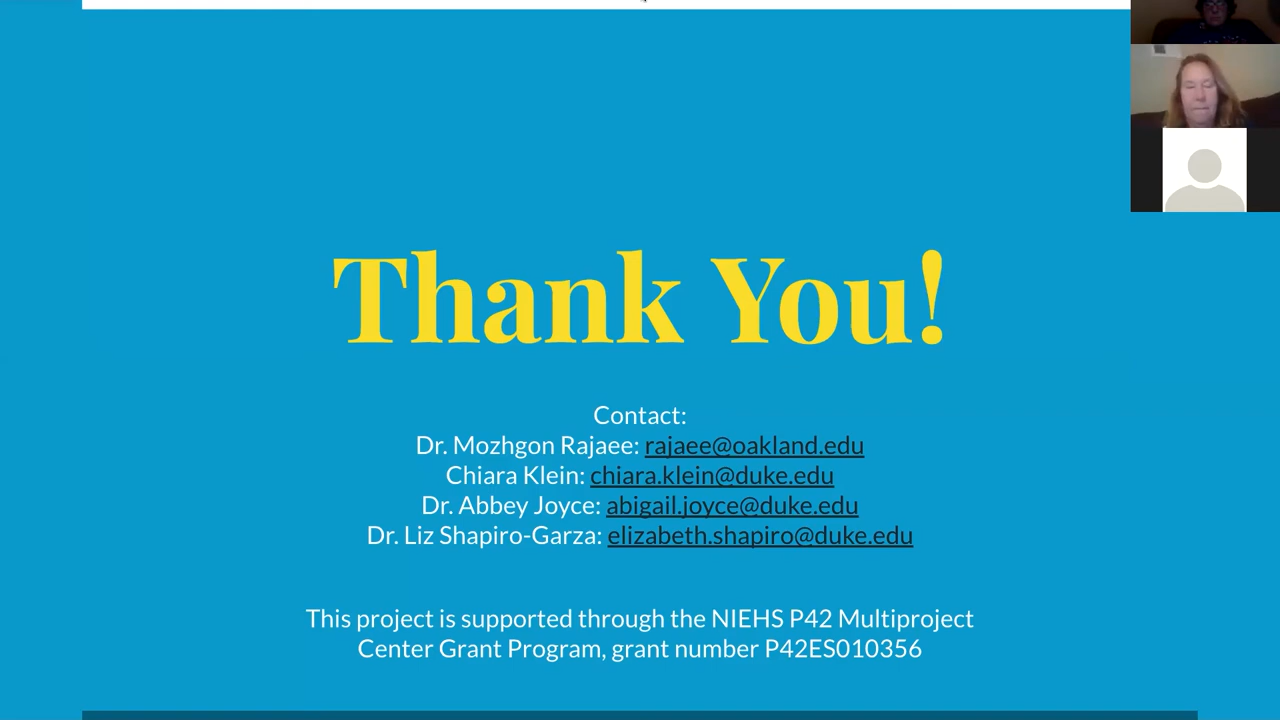 Thank You!
Contact:
Dr. Mozhgon Rajaee: rajaee@oakland.edu
Chiara Klein: chiara.klein@duke.edu
Dr. Abbey Joyce: abigail.joyce@duke.edu
Dr. Liz Shapiro-Garza: elizabeth.shapiro@duke.edu
This project is supported through the NIEHS P42 Multiproject
Center Grant Program, grant number P42ES010356